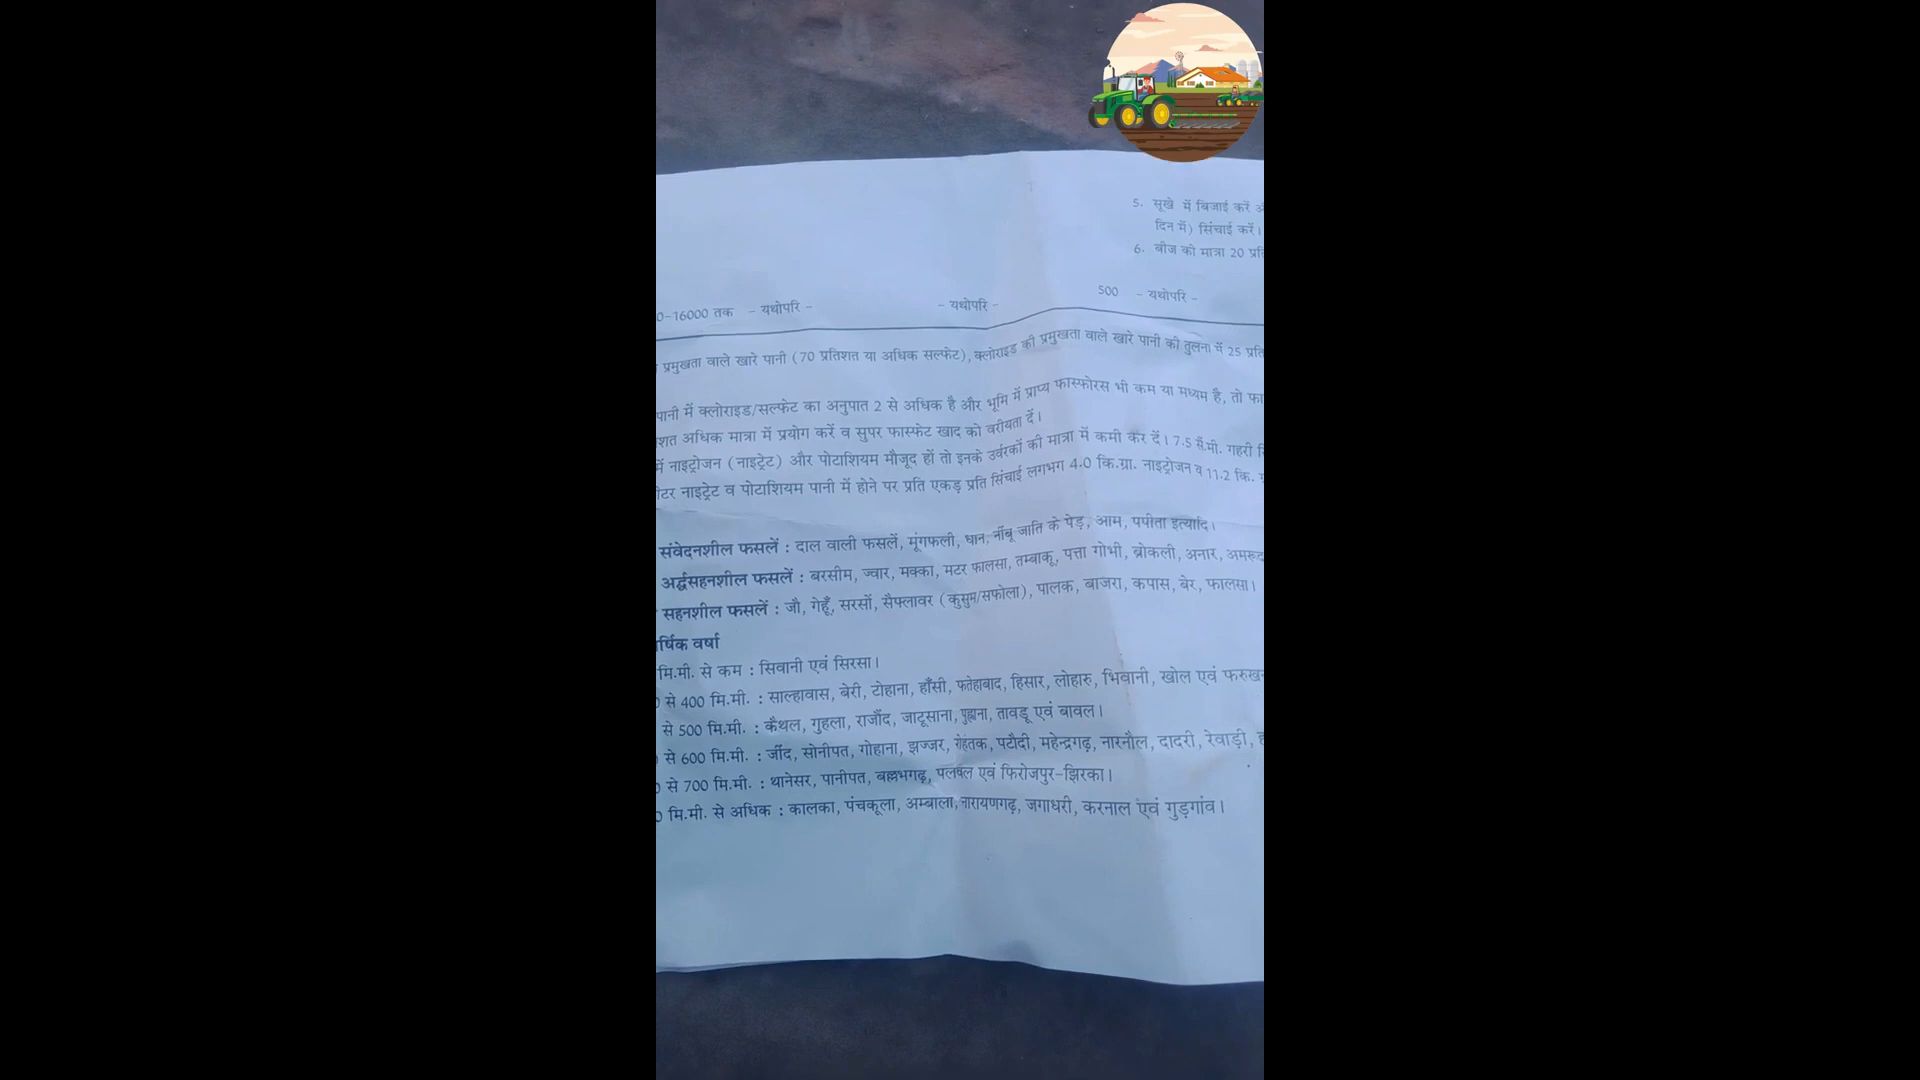 5. सूखे में बिजाई करें
दिन में) सिंचाई करें।
6. बीज की मात्रा 20
0-16000 तक - यथोपरि - - यथोपरि - 500 - यथोपरि -
प्रमुखता वाले खारे पानी (70 प्रतिशत या अधिक सल्फेट), क्लोराइड की प्रमुखता वाले खारे पानी की तुलना में 25
पानी में क्लोराइड/सल्फेट का अनुपात 2 से अधिक है और भूमि में प्राप्य फास्फोरस भी कम या मध्यम है, तो
शत अधिक मात्रा में प्रयोग करें व सुपर फास्फेट खाद को वरीयता दें।
में नाइट्रोजन (नाइट्रेट) और पोटाशियम मौजूद हों तो इनके उर्वरकों की मात्रा में कमी कर दें। 7.5 सैं.मी. गहरी
टर नाइट्रेट व पोटाशियम पानी में होने पर प्रति एकड़ प्रति सिंचाई लगभग 4.0 कि.ग्रा. नाइट्रोजन व 11.2 कि.
संवेदनशील फसलें : दाल वाली फसलें, मूंगफली, धान, नींबू जाति के पेड़, आम, पपीता इत्यादि।
अर्द्धसहनशील फसलें : बरसीम, ज्वार, मक्का, मटर फालसा, तम्बाकू, पत्ता गोभी, ब्रोकली, अनार, अमरूद
सहनशील फसलें : जौ, गेहूँ, सरसों, सैफ्लावर (कुसुम/सफोला), पालक, बाजरा, कपास, बेर, फालसा।
र्षिक वर्षा
मि.मी. से कम : सिवानी एवं सिरसा।
0 से 400 मि.मी. : साल्हावास, बेरी, टोहाना, हाँसी, फतेहाबाद, हिसार, लोहारु, भिवानी, खोल एवं फरुख
से 500 मि.मी. : कैथल, गुहला, राजौंद, जाटूसाना, पुन्हाना, तावडू एवं बावल।
से 600 मि.मी. : जींद, सोनीपत, गोहाना, झज्जर, रोहतक, पटौदी, महेन्द्रगढ़, नारनौल, दादरी, रेवाड़ी,
0 से 700 मि.मी. : थानेसर, पानीपत, बल्लभगढ़, पलवल एवं फिरोजपुर-झिरका।
0 मि.मी. से अधिक : कालका, पंचकूला, अम्बाला, नारायणगढ़, जगाधरी, करनाल एवं गुड़गांव।